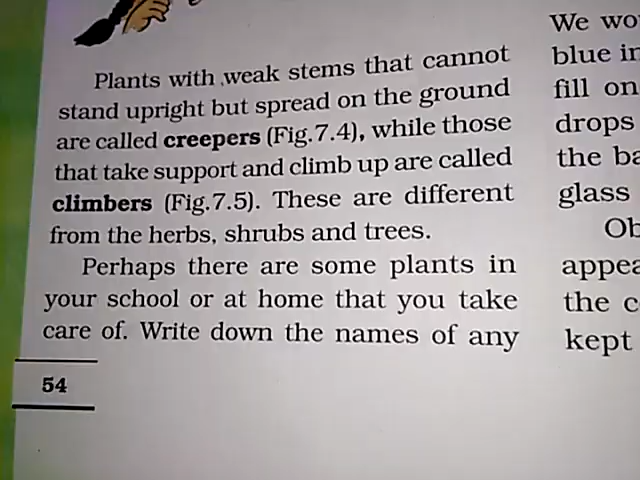 Plants with weak stems that cannot
stand upright but spread on the ground
are called creepers (Fig.7.4), while those
that take support and climb up are called
climbers (Fig.7.5). These are different
from the herbs, shrubs and trees.
Perhaps there are some plants in
your school or at home that you take
care of. Write down the names of any
54
We
blue
fill on
drops
the
glass
the
kept